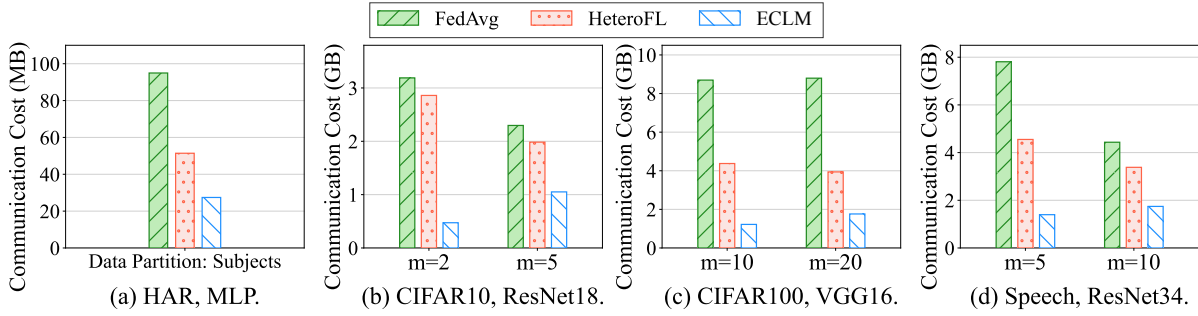 FedAvg HeteroFL ECLM
Communication Cost (MB)
100
80
60
40
20
0
Data Partition: Subjects
(a) HAR, MLP.
Communication Cost (GB)
3
2
1
0
m=2 m=5
(b) CIFAR10, ResNet18.
Communication Cost (GB)
10
8
6
4
2
0
m=10 m=20
(c) CIFAR100, VGG16.
Communication Cost (GB)
8
6
4
2
0
m=5 m=10
(d) Speech, ResNet34.